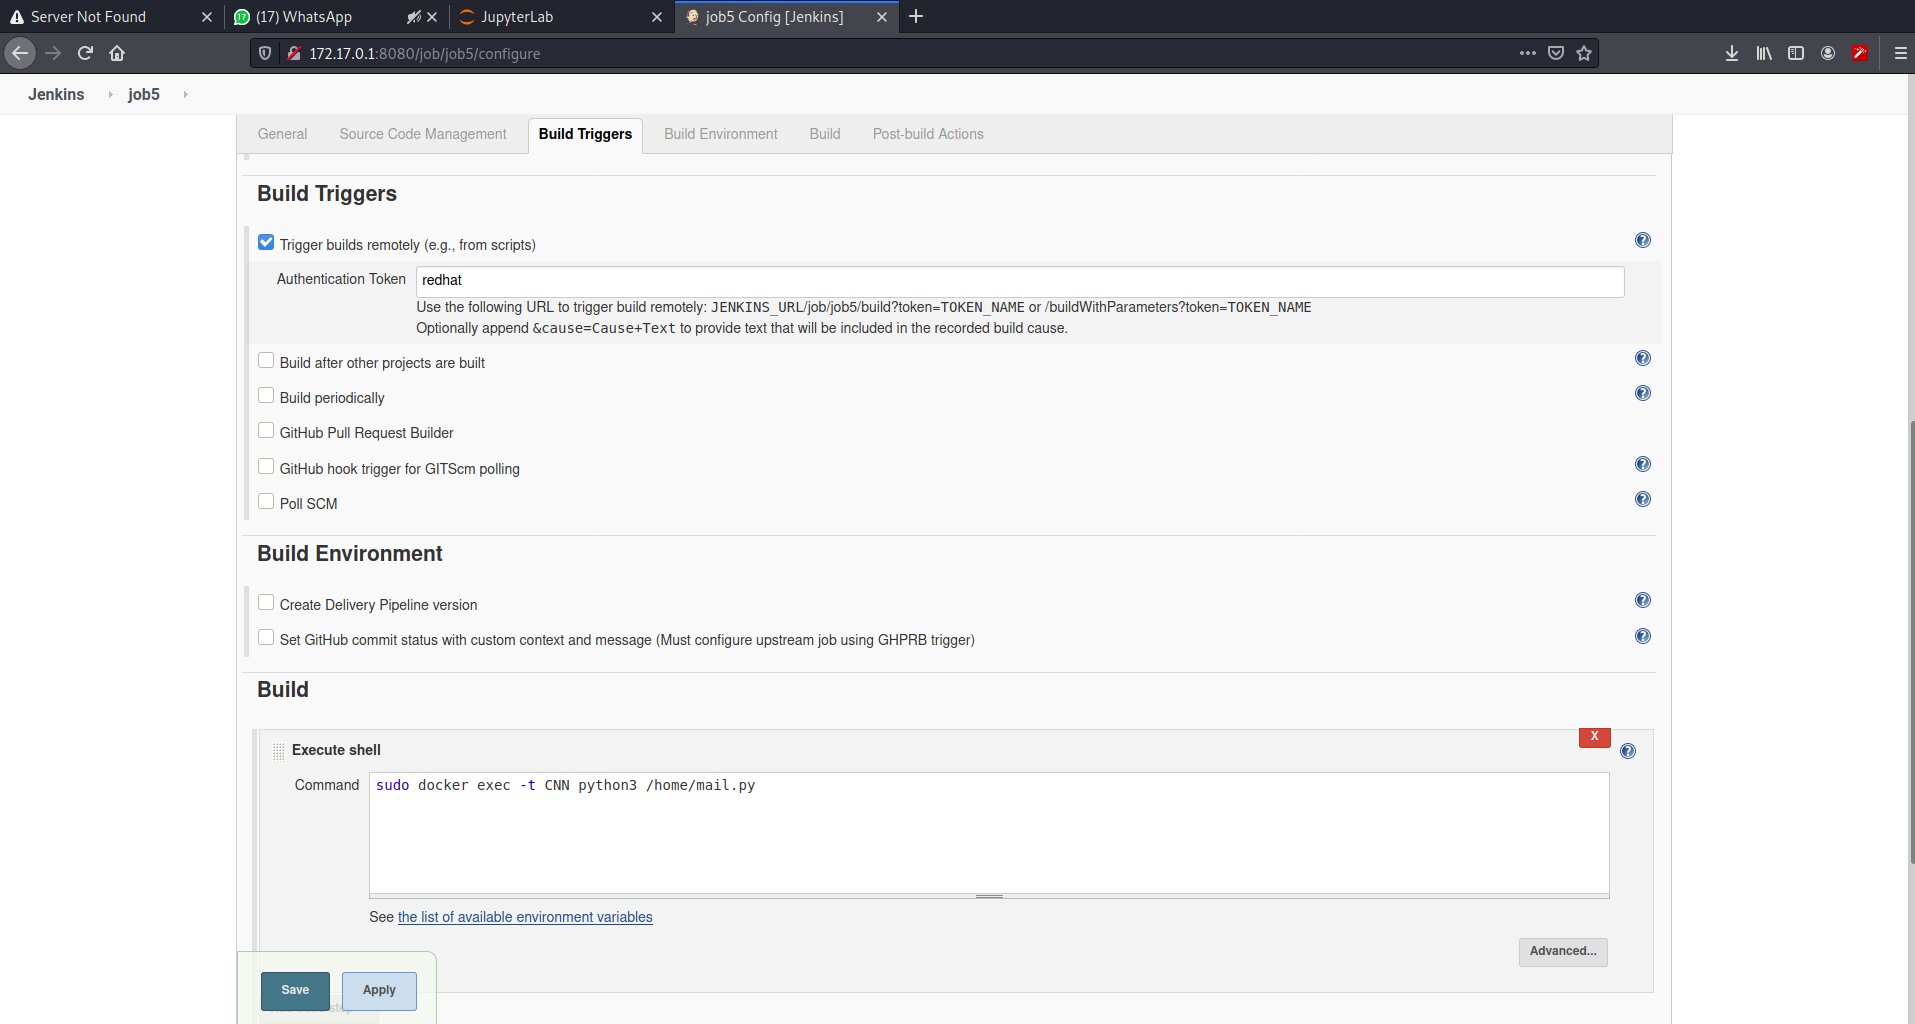 Server Not Found
(17) WhatsApp
JupyterLab
job5 Config [Jenkins]
172.17.0.1:8080/job/job5/configure
Jenkins
job5
General
Source Code Management
Build Triggers
Build Environment
Build
Post-build Actions
Build Triggers
Trigger builds remotely (e.g., from scripts)
Authentication Token
redhat
Use the following URL to trigger build remotely: JENKINS_URL/job/job5/build?token=TOKEN_NAME or /buildWithParameters?token=TOKEN_NAME
Optionally append &cause=Cause+Text to provide text that will be included in the recorded build cause.
Build after other projects are built
Build periodically
GitHub Pull Request Builder
GitHub hook trigger for GITScm polling
Poll SCM
Build Environment
Create Delivery Pipeline version
Set GitHub commit status with custom context and message (Must configure upstream job using GHPRB trigger)
Build
X
Execute shell
Command
sudo docker exec -t CNN python3 /home/mail.py
See the list of available environment variables
Advanced...
Save
Apply